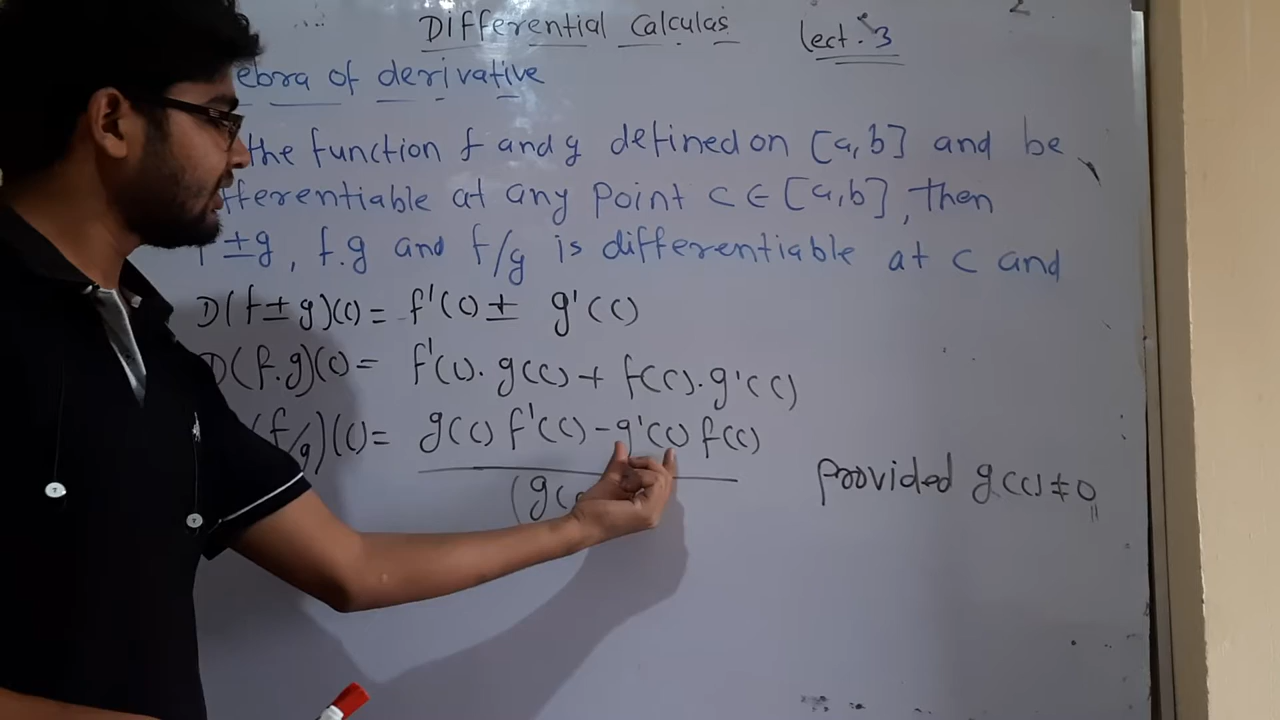 Differential Calculas Lect. 3
ebra of derivative
the function f and g defined on [a, b] and be
fferentiable at any point c ∈ [a, b], then
f ± g, f.g and f/g is differentiable at c and
D(f ± g)(c) = f'(c) ± g'(c)
D(f.g)(c) = f'(c). g(c) + f(c). g'(c)
(f/g)(c) = g(c) f'(c) - g'(c) f(c)
(g(c provided g(c) ≠ 0